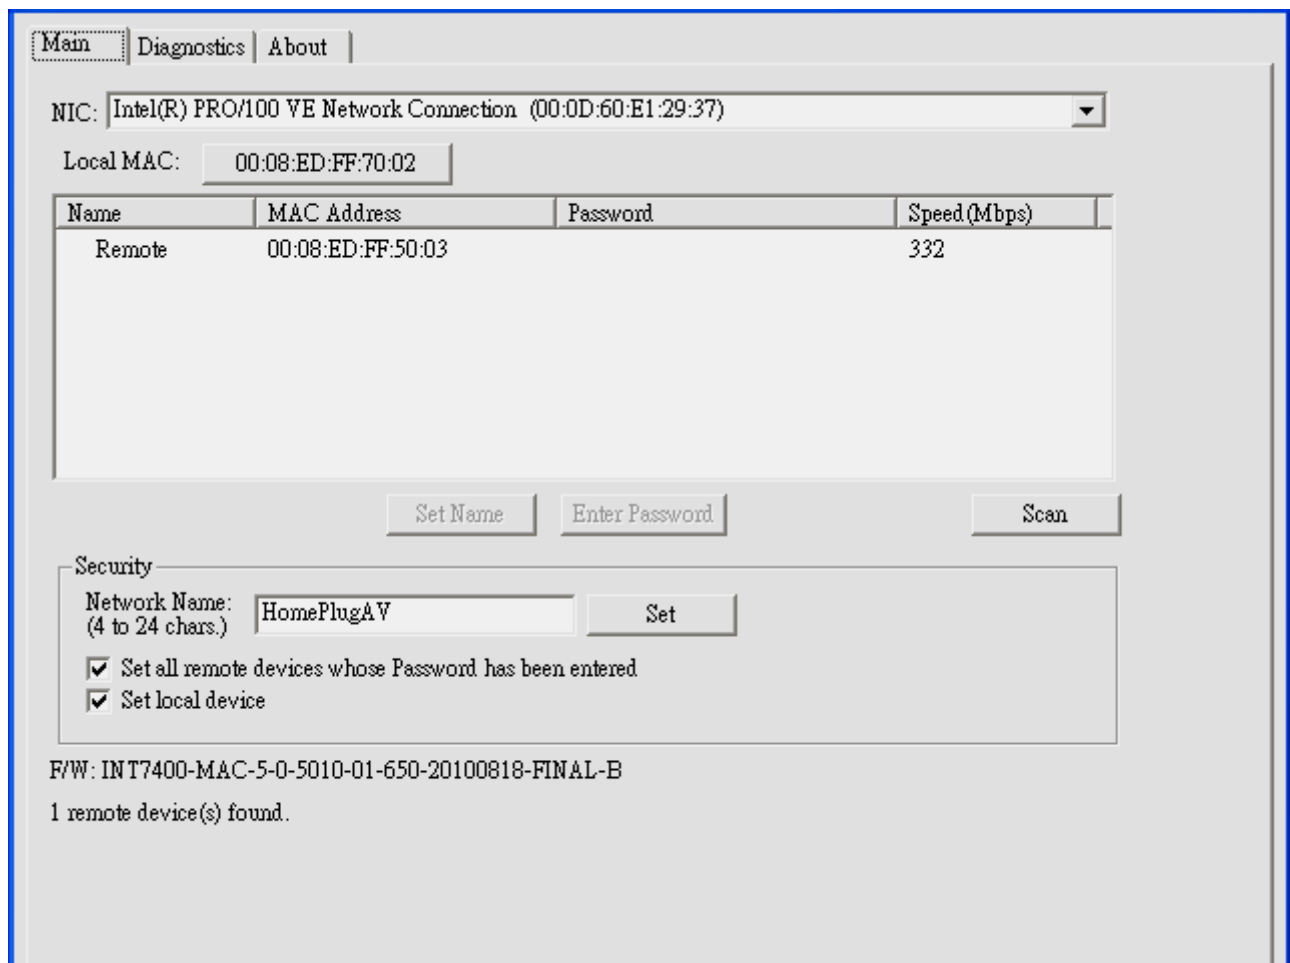 Main Diagnostics About
NIC: Intel(R) PRO/100 VE Network Connection (00:0D:60:E1:29:37)
Local MAC: 00:08:ED:FF:70:02
Name MAC Address Password Speed(Mbps)
Remote 00:08:ED:FF:50:03 332
Set Name Enter Password Scan
Security
Network Name:
(4 to 24 chars.)
HomePlugAV Set
Set all remote devices whose Password has been entered
Set local device
F/W: INT7400-MAC-5-0-5010-01-650-20100818-FINAL-B
1 remote device(s) found.